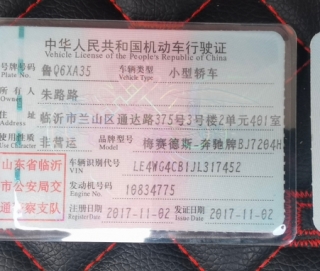 中华人民共和国机动车行驶证
Vehicle License of the People's Republic of China
号牌号码 鲁Q6XA35 车辆类型 小型轿车
Plate No. Vehicle Type
所有人 朱路路
Owner
临沂市兰山区通达路375号3号楼2单元401室
Address
使用性质 非营运 品牌型号 梅赛德斯-奔驰牌BJ7204H
Use Character Model
山东省临沂 车辆识别代号 LE4WG4CB1JL317452
VIN
市公安局交 发动机号码 10834775
Engine No.
通警察支队 注册日期 2017-11-02 发证日期 2017-11-02
Register Date Issue Date